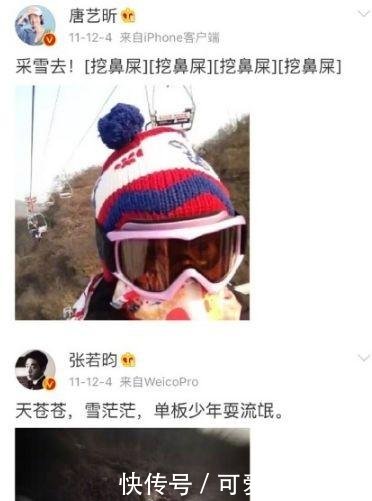 唐艺昕
11-12-4 来自iPhone客户端
采雪去！[挖鼻屎][挖鼻屎][挖鼻屎][挖鼻屎]
张若昀
11-12-4 来自WeicoPro
天苍苍，雪茫茫，单板少年耍流氓。
快传号／可爱